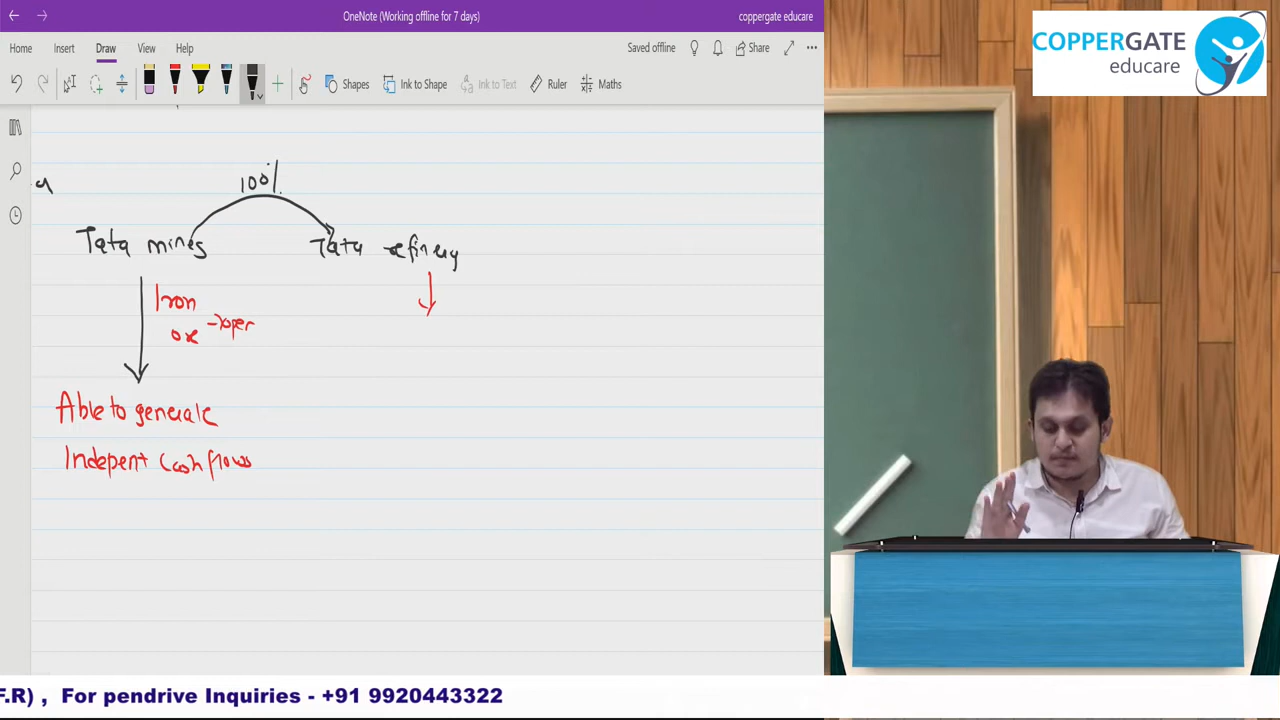 OneNote (Working offline for 7 days)
coppergate educare
Home Insert Draw View Help
Saved offline
Share
Shapes
Ink to Shape
Ink to Text
Ruler
Maths
COPPERGATE
educare
100%
Tata mines
Tata refinery
Iron
ore
Able to generate
Indepent Cash flows
F.R) , For pendrive Inquiries - +91 9920443322